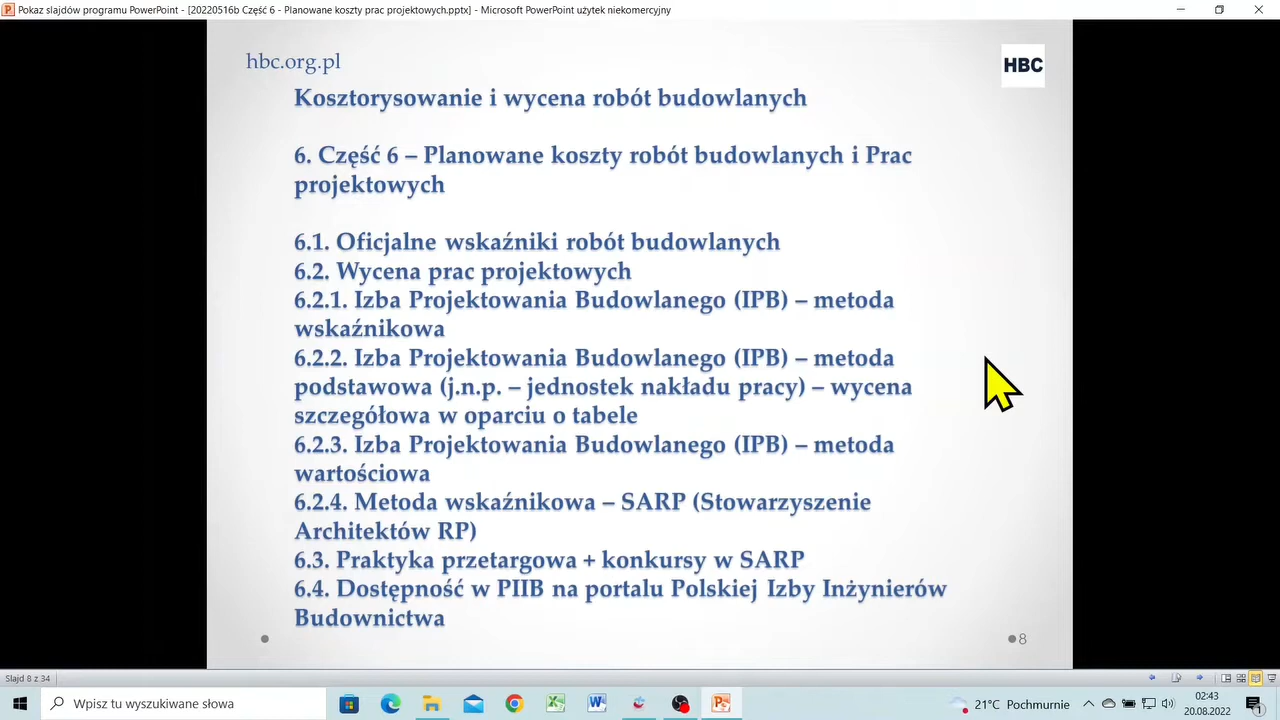 Pokaz slajdów programu PowerPoint - [20220516b Część 6 - Planowane koszty prac projektowych.pptx] - Microsoft PowerPoint użytek niekomercyjny
hbc.org.pl
HBC
Kosztorysowanie i wycena robót budowlanych
6. Część 6 – Planowane koszty robót budowlanych i Prac
projektowych
6.1. Oficjalne wskaźniki robót budowlanych
6.2. Wycena prac projektowych
6.2.1. Izba Projektowania Budowlanego (IPB) – metoda
wskaźnikowa
6.2.2. Izba Projektowania Budowlanego (IPB) – metoda
podstawowa (j.n.p. – jednostek nakładu pracy) – wycena
szczegółowa w oparciu o tabele
6.2.3. Izba Projektowania Budowlanego (IPB) – metoda
wartościowa
6.2.4. Metoda wskaźnikowa – SARP (Stowarzyszenie
Architektów RP)
6.3. Praktyka przetargowa + konkursy w SARP
6.4. Dostępność w PIIB na portalu Polskiej Izby Inżynierów
Budownictwa
8
Slajd 8 z 34
Wpisz tu wyszukiwane słowa
21°C Pochmurnie
02:43
20.08.2022
1